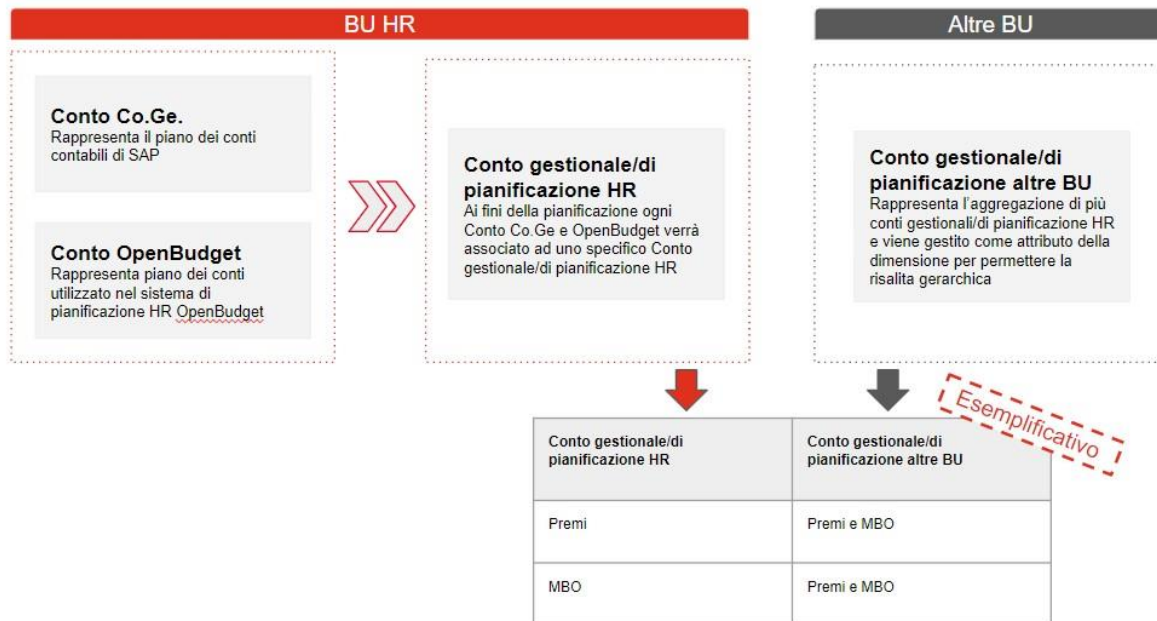 BU HR
Altre BU
Conto Co.Ge.
Rappresenta il piano dei conti
contabili di SAP
Conto OpenBudget
Rappresenta piano dei conti
utilizzato nel sistema di
pianificazione HR OpenBudget
Conto gestionale/di
pianificazione HR
Ai fini della pianificazione ogni
Conto Co.Ge e OpenBudget verrà
associato ad uno specifico Conto
gestionale/di pianificazione HR
Conto gestionale/di
pianificazione altre BU
Rappresenta l'aggregazione di più
conti gestionali/di pianificazione HR
e viene gestito come attributo della
dimensione per permettere la
risalita gerarchica
Esemplificativo
Conto gestionale/di
pianificazione HR
Conto gestionale/di
pianificazione altre BU
Premi
Premi e MBO
MBO
Premi e MBO